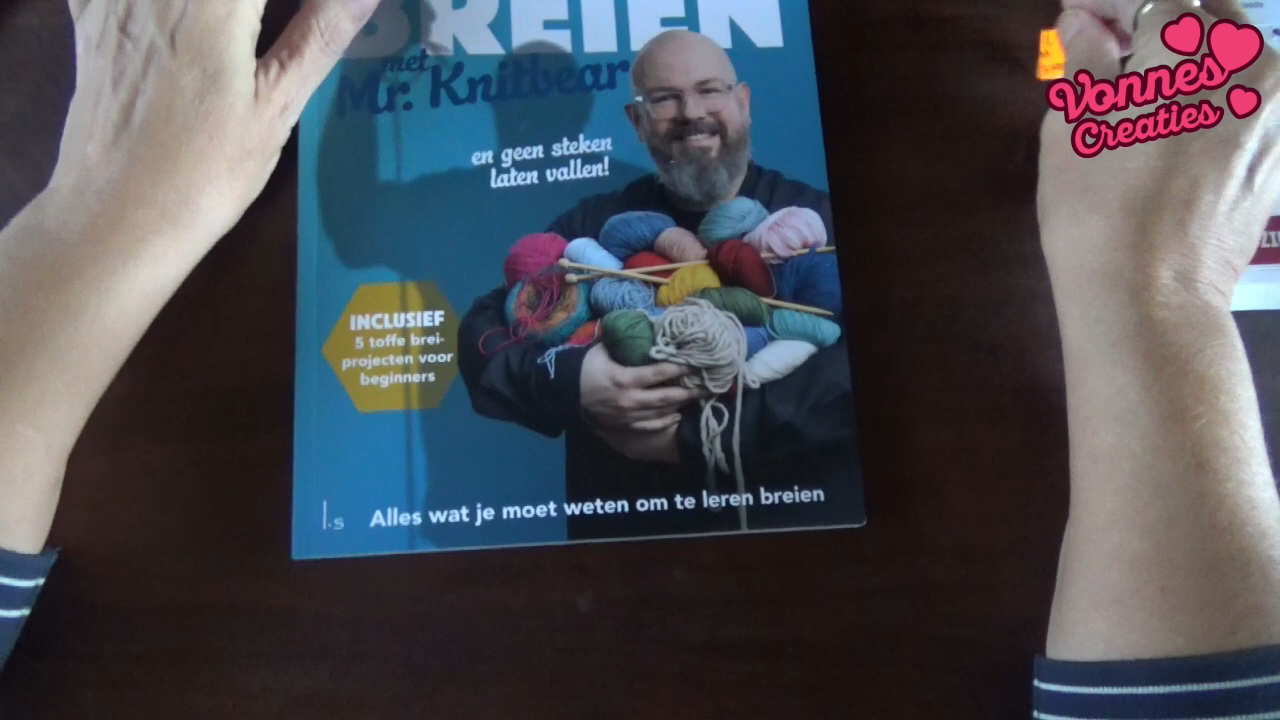 BREIEN
met
Mr. Knitbear
en geen steken
laten vallen!
INCLUSIEF
5 toffe brei-
projecten voor
beginners
l.s
Alles wat je moet weten om te leren breien
Vonnes
Creaties